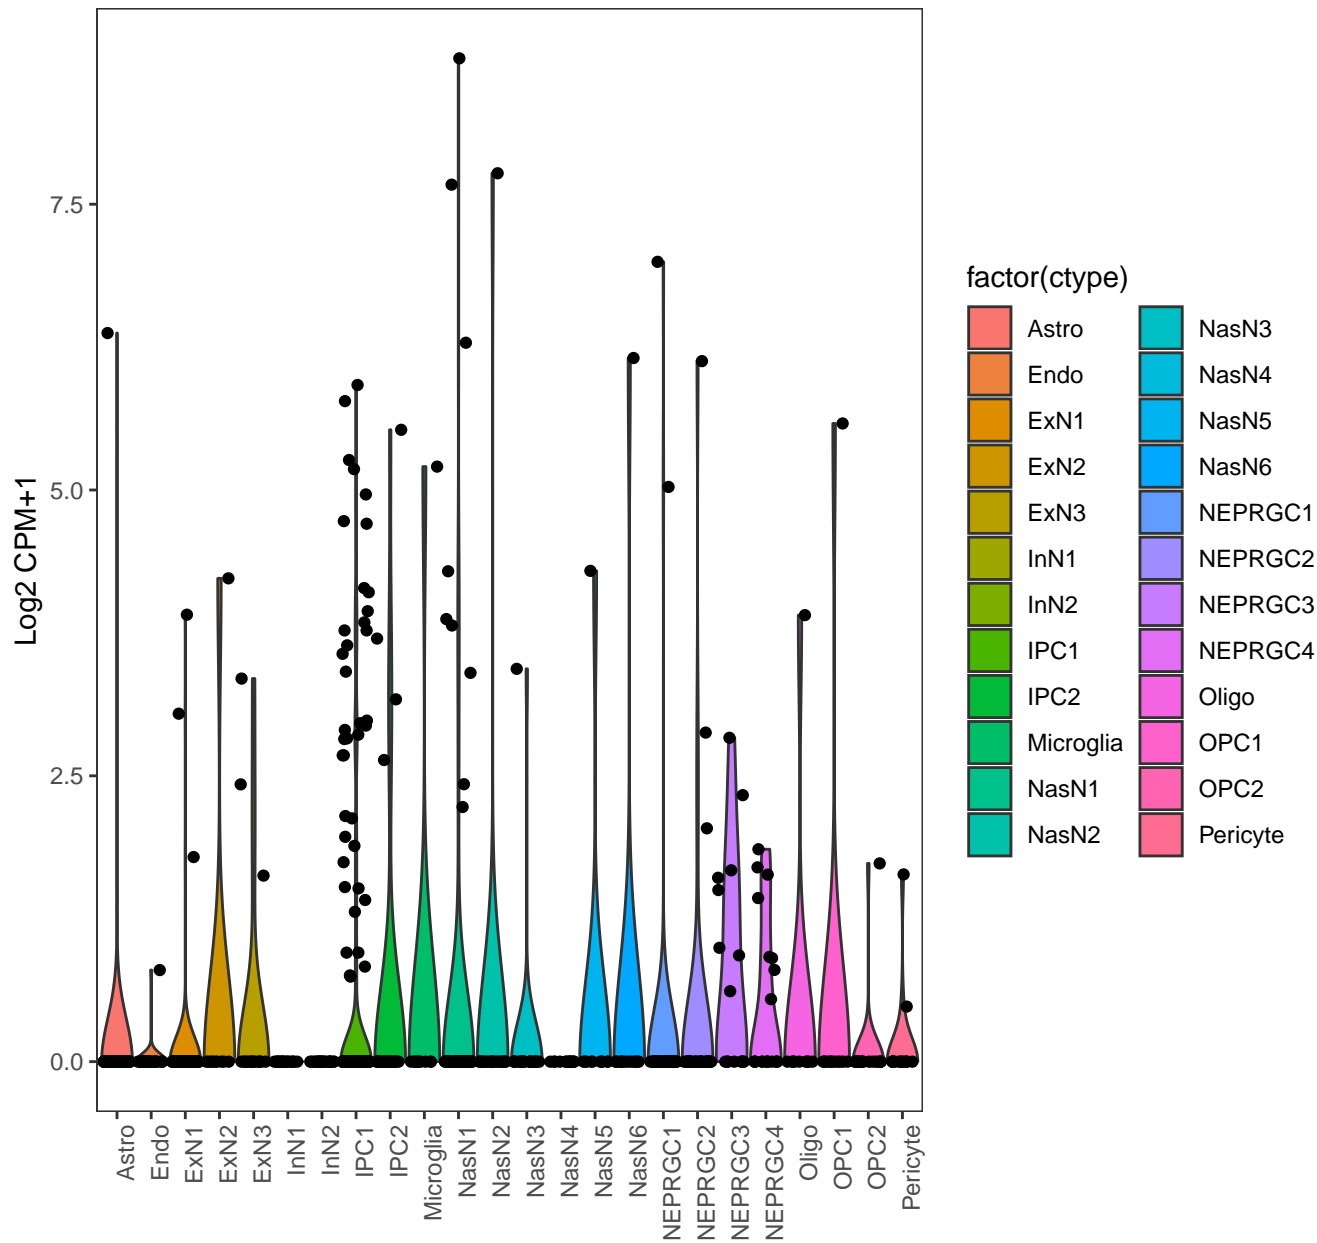 Log2 CPM+1
7.5
5.0
2.5
0.0
Astro
Endo
ExN1
ExN2
ExN3
InN1
InN2
IPC1
IPC2
Microglia
NasN1
NasN2
NasN3
NasN4
NasN5
NasN6
NEPRGC1
NEPRGC2
NEPRGC3
NEPRGC4
Oligo
OPC1
OPC2
Pericyte
factor(ctype)
Astro
Endo
ExN1
ExN2
ExN3
InN1
InN2
IPC1
IPC2
Microglia
NasN1
NasN2
NasN3
NasN4
NasN5
NasN6
NEPRGC1
NEPRGC2
NEPRGC3
NEPRGC4
Oligo
OPC1
OPC2
Pericyte